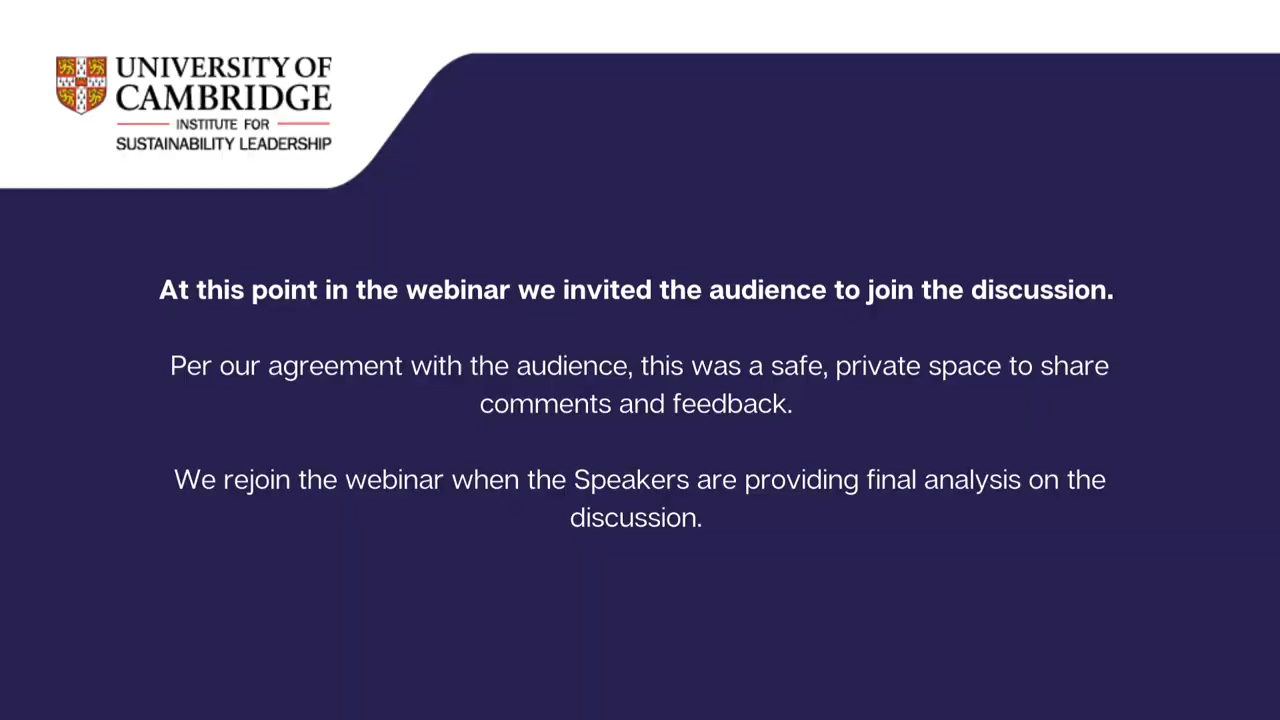 UNIVERSITY OF
CAMBRIDGE
INSTITUTE FOR
SUSTAINABILITY LEADERSHIP
At this point in the webinar we invited the audience to join the discussion.
Per our agreement with the audience, this was a safe, private space to share
comments and feedback.
We rejoin the webinar when the Speakers are providing final analysis on the
discussion.